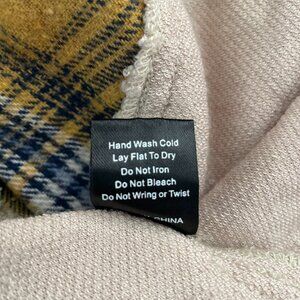 Hand Wash Cold
Lay Flat To Dry
Do Not Iron
Do Not Bleach
Do Not Wring or Twist
CHINA